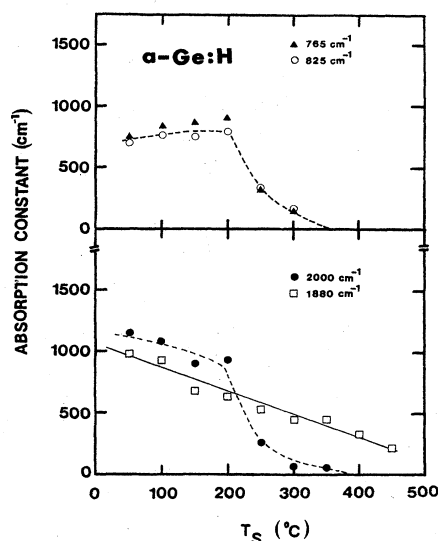 1500
a-Ge:H
▲ 765 cm⁻¹
○ 825 cm⁻¹
1000
500
0
ABSORPTION CONSTANT (cm⁻¹)
● 2000 cm⁻¹
□ 1880 cm⁻¹
1500
1000
500
0
0 100 200 300 400 500
T_S (°C)